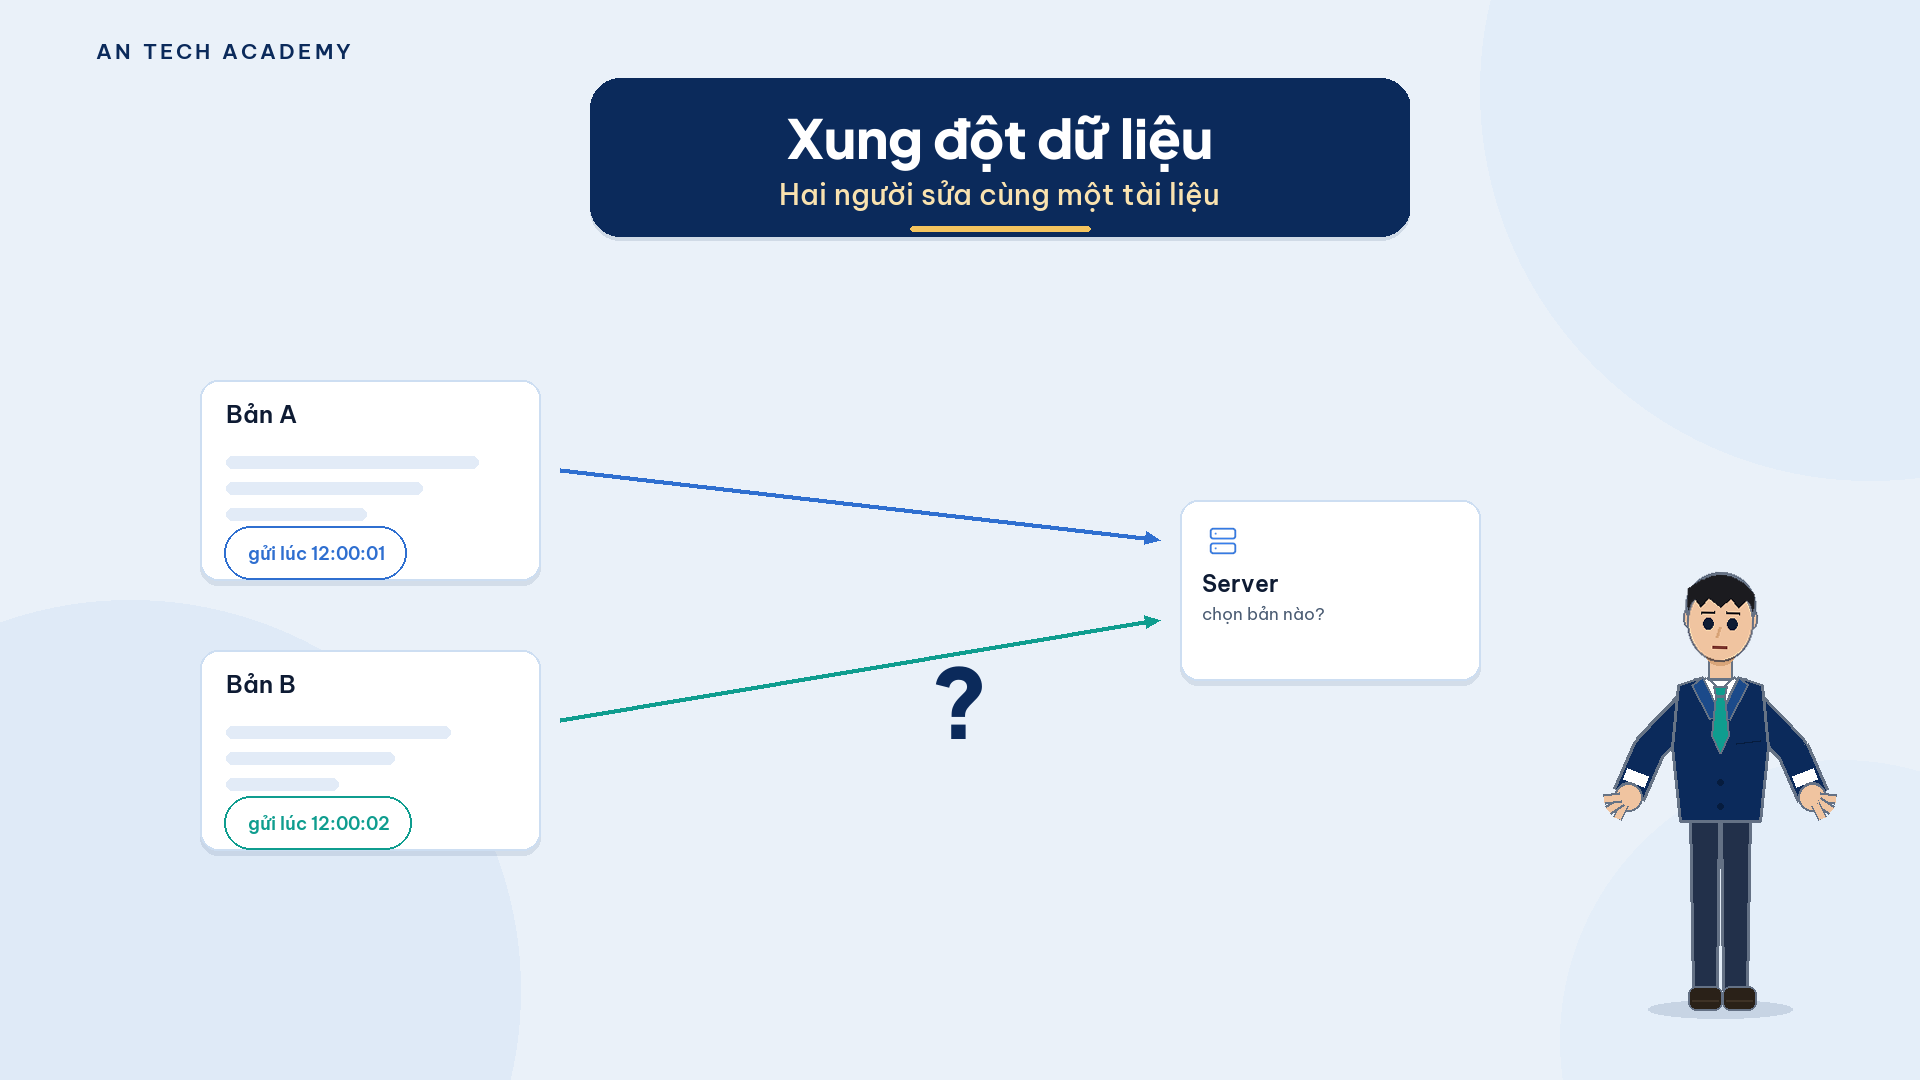 AN TECH ACADEMY
Xung đột dữ liệu
Hai người sửa cùng một tài liệu
Bản A
gửi lúc 12:00:01
Server
chọn bản nào?
?
Bản B
gửi lúc 12:00:02